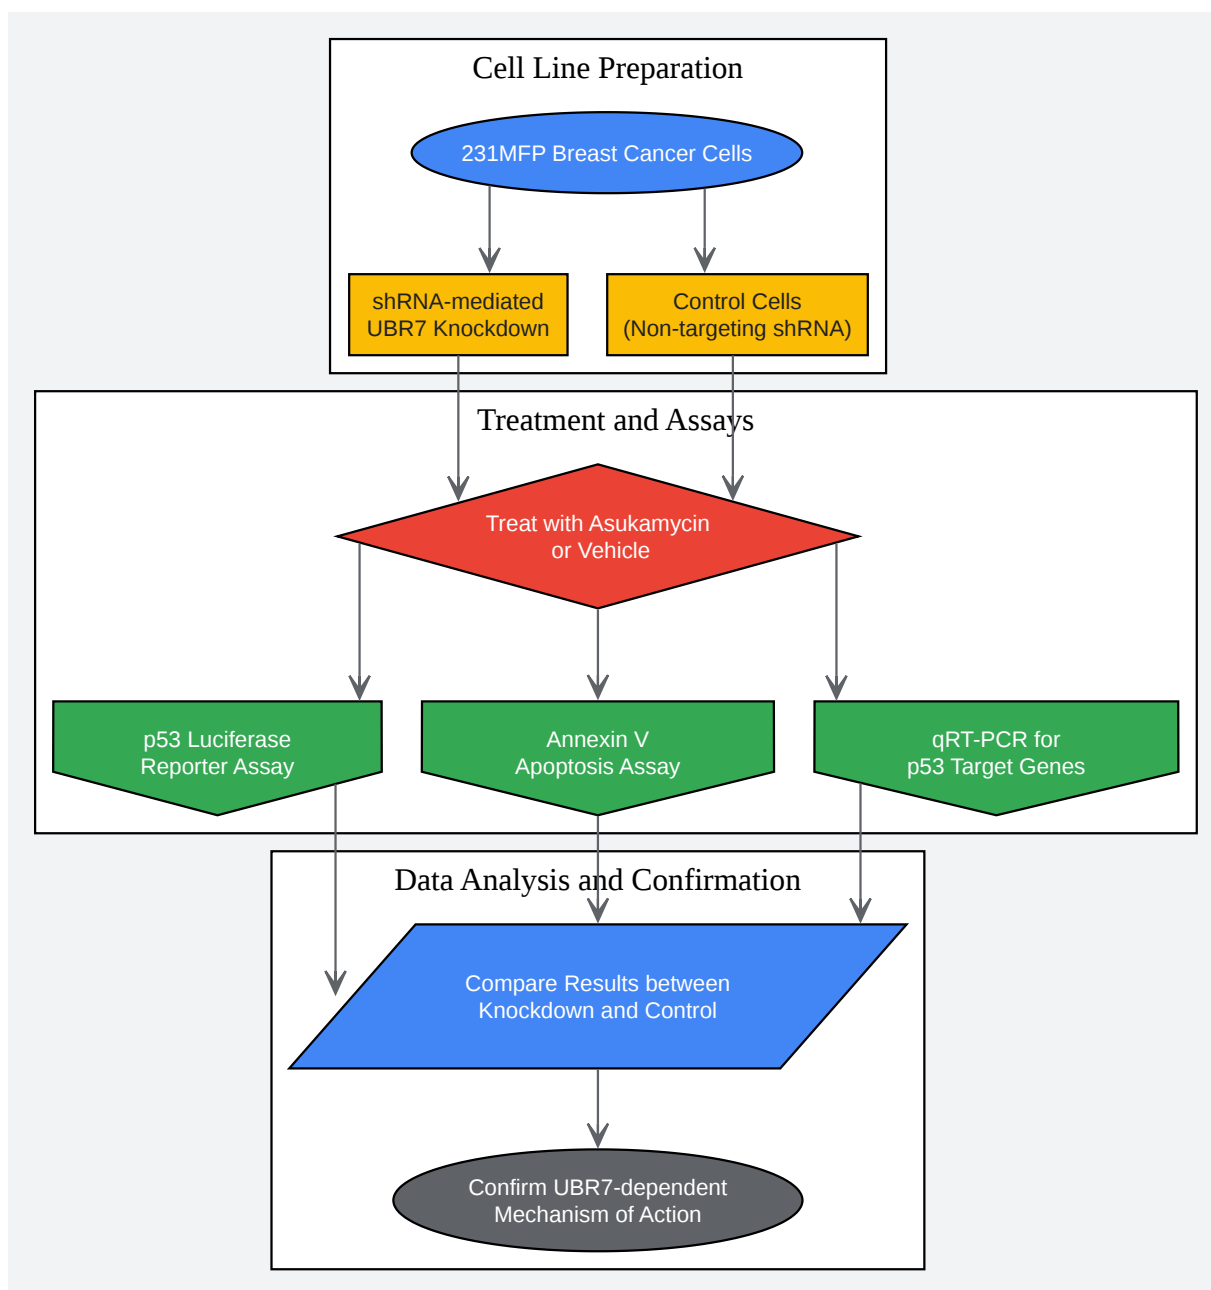 Cell Line Preparation
231MFP Breast Cancer Cells
shRNA-mediated
UBR7 Knockdown
Control Cells
(Non-targeting shRNA)
Treatment and Assays
Treat with Asukamycin
or Vehicle
p53 Luciferase
Reporter Assay
Annexin V
Apoptosis Assay
qRT-PCR for
p53 Target Genes
Data Analysis and Confirmation
Compare Results between
Knockdown and Control
Confirm UBR7-dependent
Mechanism of Action